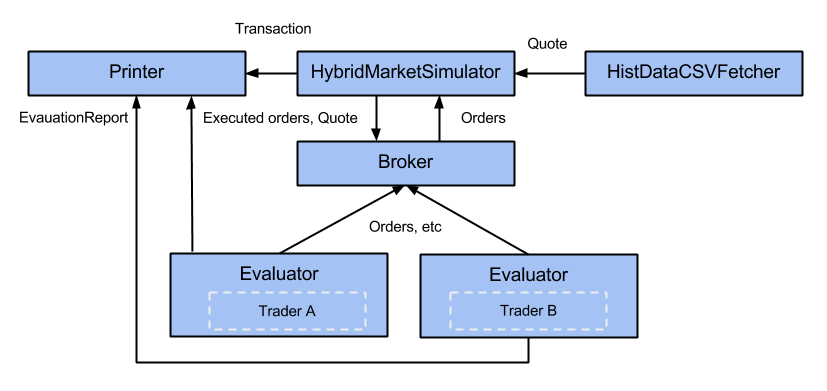 Transaction
Quote
Printer
HybridMarketSimulator
HistDataCSVFetcher
EvauationReport
Executed orders, Quote
Orders
Broker
Orders, etc
Evaluator
Trader A
Evaluator
Trader B